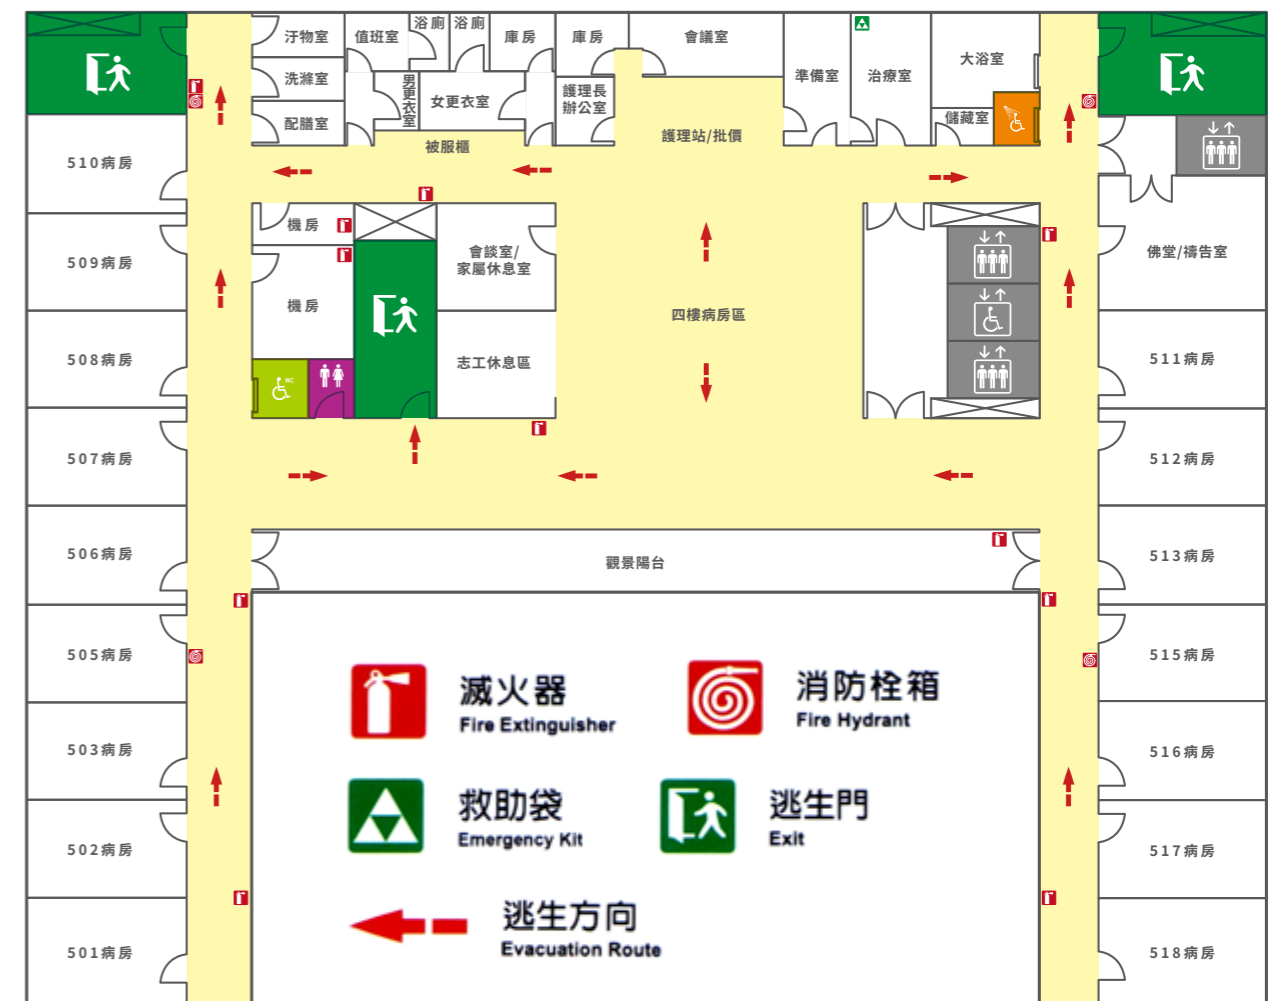 汙物室
值班室
浴廁
浴廁
庫房
庫房
會議室
準備室
治療室
大浴室
洗滌室
男更衣室
女更衣室
護理長
辦公室
配膳室
儲藏室
被服櫃
護理站/批價
510病房
機房
會談室/
家屬休息室
佛堂/禱告室
509病房
機房
四樓病房區
508病房
志工休息區
511病房
WC
507病房
512病房
506病房
觀景陽台
513病房
505病房
515病房
滅火器
Fire Extinguisher
消防栓箱
Fire Hydrant
503病房
516病房
救助袋
Emergency Kit
逃生門
Exit
502病房
517病房
逃生方向
Evacuation Route
501病房
518病房